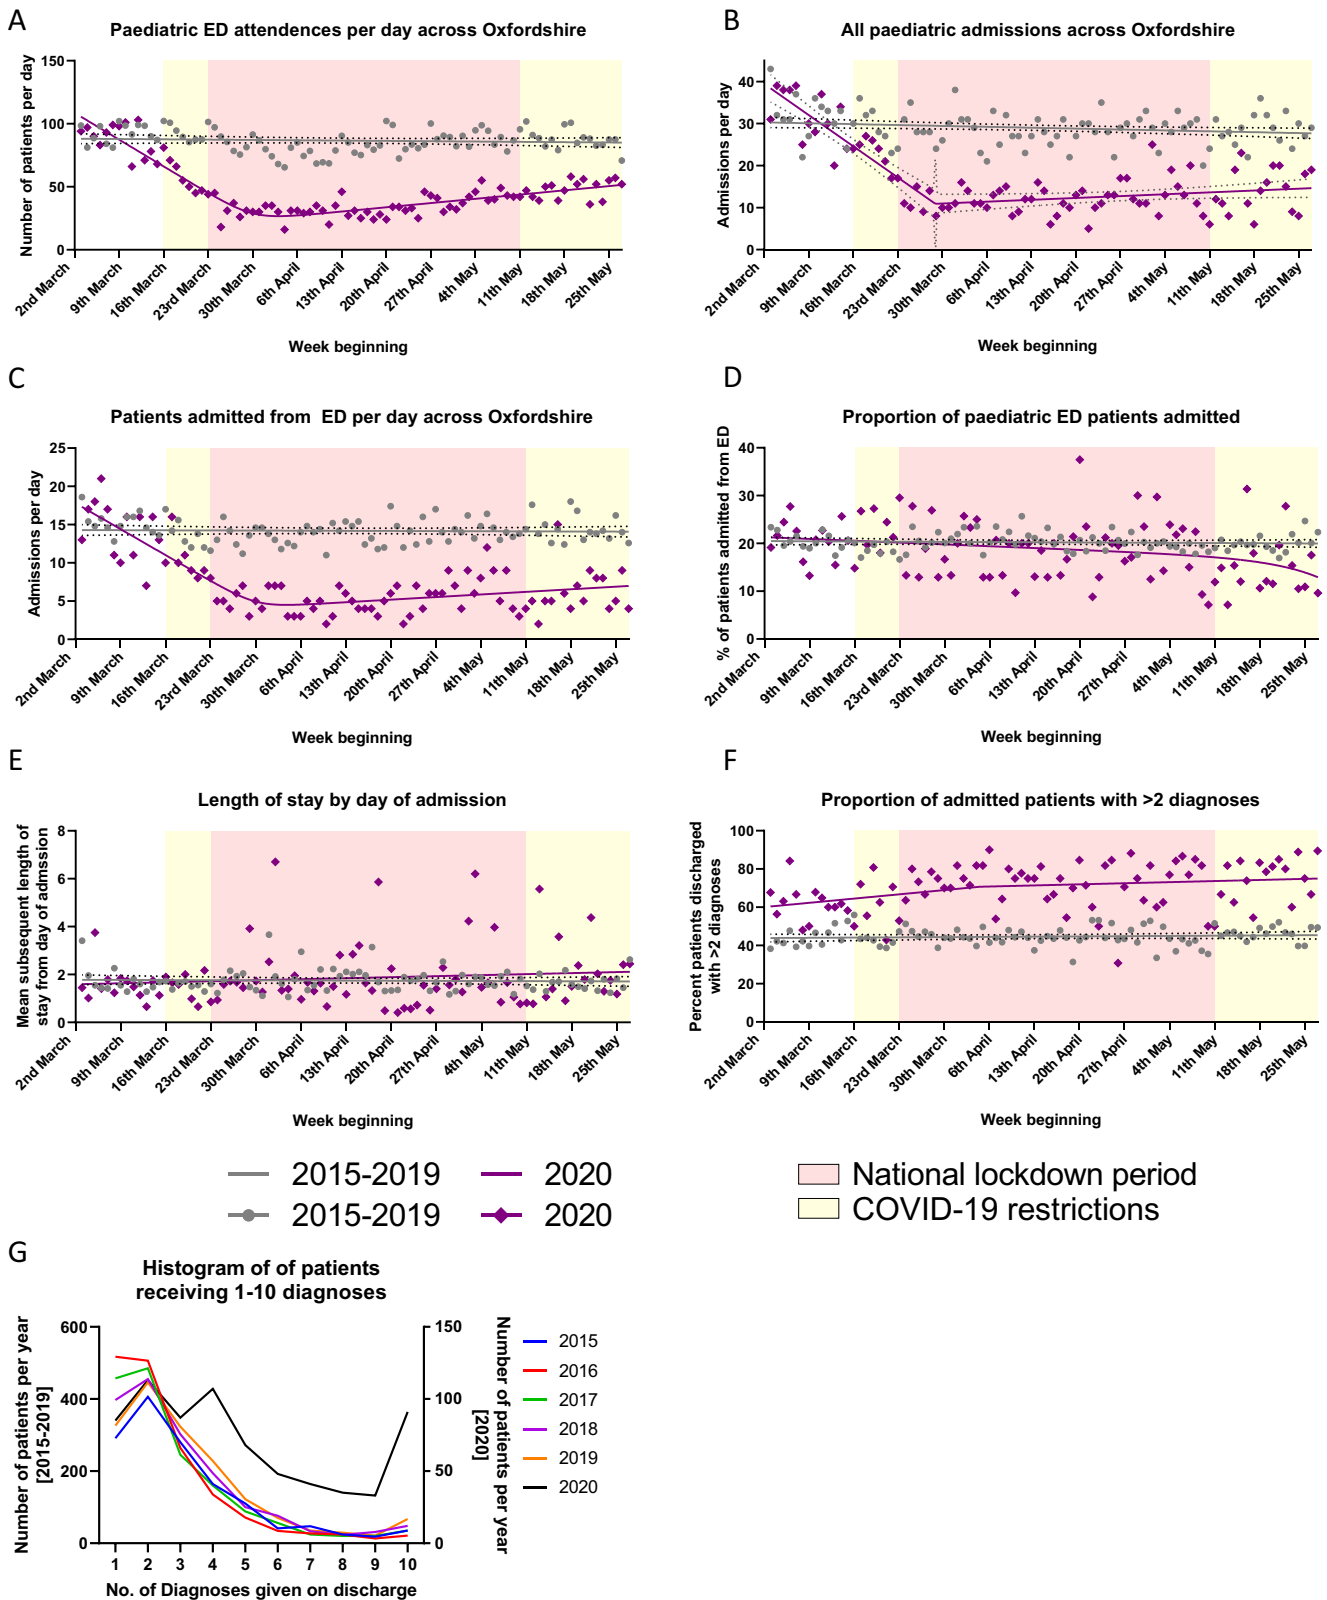 A
Paediatric ED attendences per day across Oxfordshire
Number of patients per day
150
100
50
0
2nd March
9th March
16th March
23rd March
30th March
6th April
13th April
20th April
27th April
4th May
11th May
18th May
25th May
Week beginning
B
All paediatric admissions across Oxfordshire
Admissions per day
40
30
20
10
0
2nd March
9th March
16th March
23rd March
30th March
6th April
13th April
20th April
27th April
4th May
11th May
18th May
25th May
Week beginning
C
Patients admitted from ED per day across Oxfordshire
Admissions per day
25
20
15
10
5
0
2nd March
9th March
16th March
23rd March
30th March
6th April
13th April
20th April
27th April
4th May
11th May
18th May
25th May
Week beginning
D
Proportion of paediatric ED patients admitted
% of patients admitted from ED
40
30
20
10
0
2nd March
9th March
16th March
23rd March
30th March
6th April
13th April
20th April
27th April
4th May
11th May
18th May
25th May
Week beginning
E
Length of stay by day of admission
Mean subsequent length of
stay from day of admssion
8
6
4
2
0
2nd March
9th March
16th March
23rd March
30th March
6th April
13th April
20th April
27th April
4th May
11th May
18th May
25th May
Week beginning
F
Proportion of admitted patients with >2 diagnoses
Percent patients discharged
with >2 diagnoses
100
80
60
40
20
0
2nd March
9th March
16th March
23rd March
30th March
6th April
13th April
20th April
27th April
4th May
11th May
18th May
25th May
Week beginning
2015-2019
2020
2015-2019
2020
National lockdown period
COVID-19 restrictions
G
Histogram of of patients
receiving 1-10 diagnoses
Number of patients per year
[2015-2019]
600
400
200
0
150
100
50
0
Number of patients per year
[2020]
1 2 3 4 5 6 7 8 9 10
No. of Diagnoses given on discharge
2015
2016
2017
2018
2019
2020